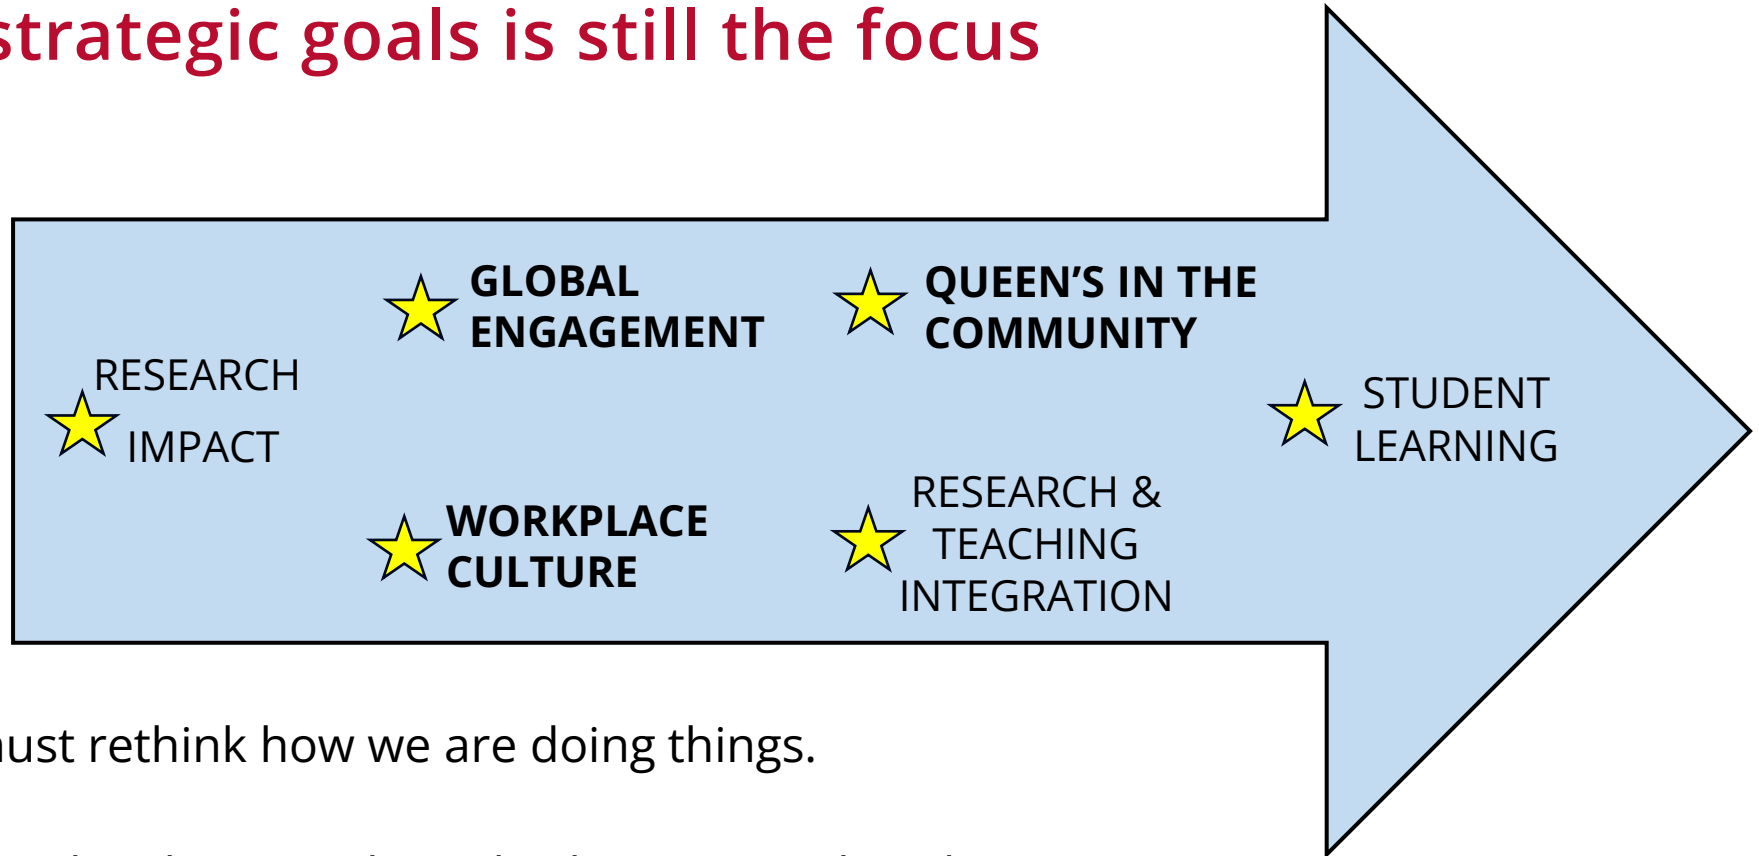 strategic goals is still the focus
RESEARCH
IMPACT
GLOBAL
ENGAGEMENT
WORKPLACE
CULTURE
QUEEN'S IN THE
COMMUNITY
RESEARCH &
TEACHING
INTEGRATION
STUDENT
LEARNING
must rethink how we are doing things.